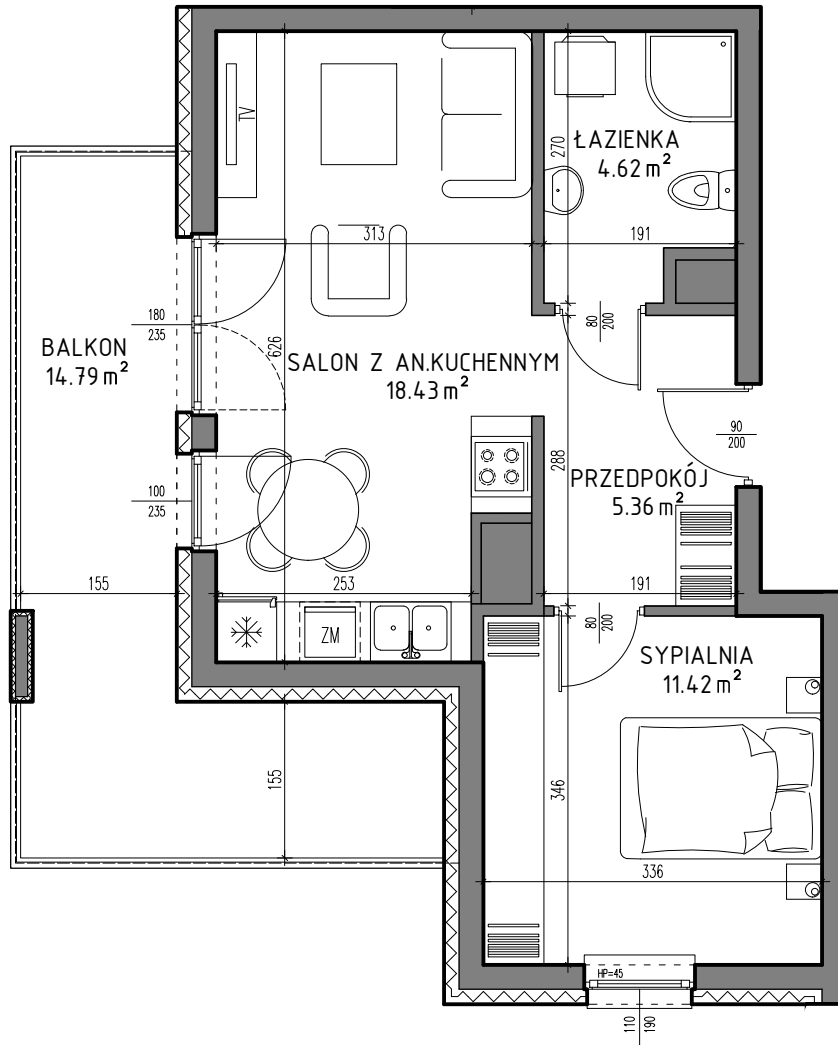 TV
ŁAZIENKA
4.62 m²
270
313
191
180
235
BALKON
14.79 m²
626
SALON Z AN.KUCHENNYM
18.43 m²
80
200
90
200
288
PRZEDPOKÓJ
5.36 m²
100
235
155
253
191
ZM
80
200
SYPIALNIA
11.42 m²
155
346
336
HP=45
110
190